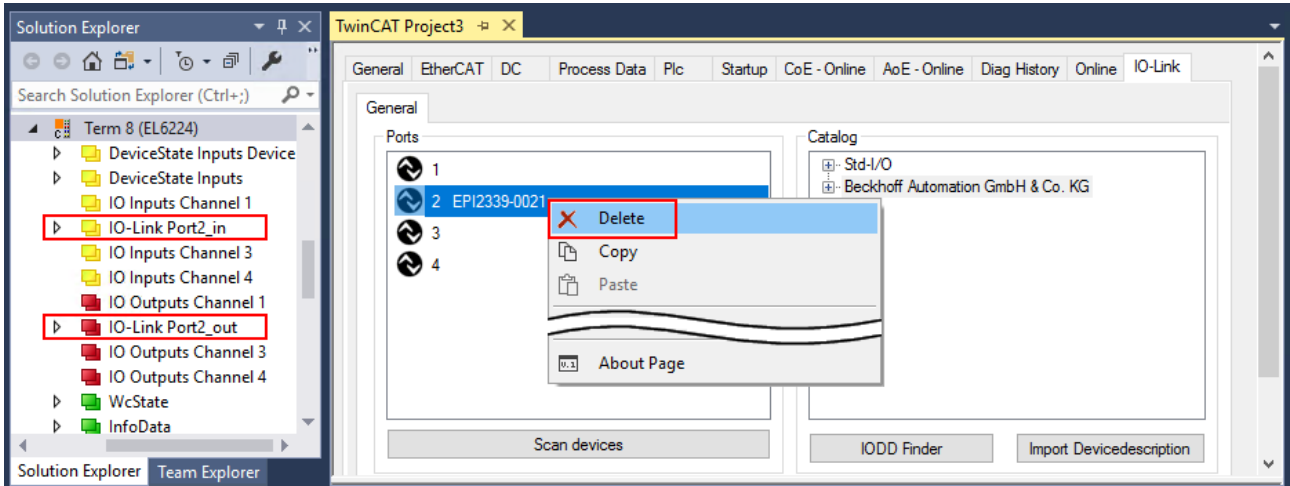 Solution Explorer
Search Solution Explorer (Ctrl+;)
Term 8 (EL6224)
DeviceState Inputs Device
DeviceState Inputs
IO Inputs Channel 1
IO-Link Port2_in
IO Inputs Channel 3
IO Inputs Channel 4
IO Outputs Channel 1
IO-Link Port2_out
IO Outputs Channel 3
IO Outputs Channel 4
WcState
InfoData
Solution Explorer Team Explorer
TwinCAT Project3
General EtherCAT DC Process Data Plc Startup CoE - Online AoE - Online Diag History Online IO-Link
General
Ports
1
2 EPI2339-0021
3
4
Scan devices
Delete
Copy
Paste
About Page
Catalog
Std-I/O
Beckhoff Automation GmbH & Co. KG
IODD Finder Import Devicedescription